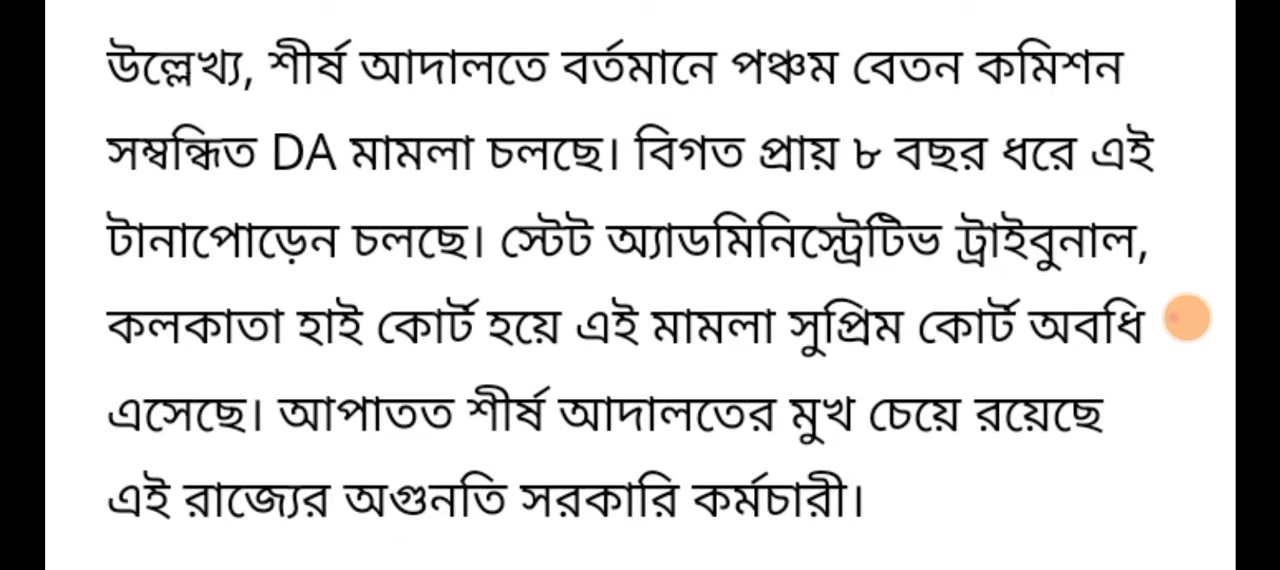 উল্লেখ্য, শীর্ষ আদালতে বর্তমানে পঞ্চম বেতন কমিশন
সম্বন্ধিত DA মামলা চলছে। বিগত প্রায় ৮ বছর ধরে এই
টানাপোড়েন চলছে। স্টেট অ্যাডমিনিস্ট্রেটিভ ট্রাইবুনাল,
কলকাতা হাই কোর্ট হয়ে এই মামলা সুপ্রিম কোর্ট অবধি
এসেছে। আপাতত শীর্ষ আদালতের মুখ চেয়ে রয়েছে
এই রাজ্যের অগুনতি সরকারি কর্মচারী।